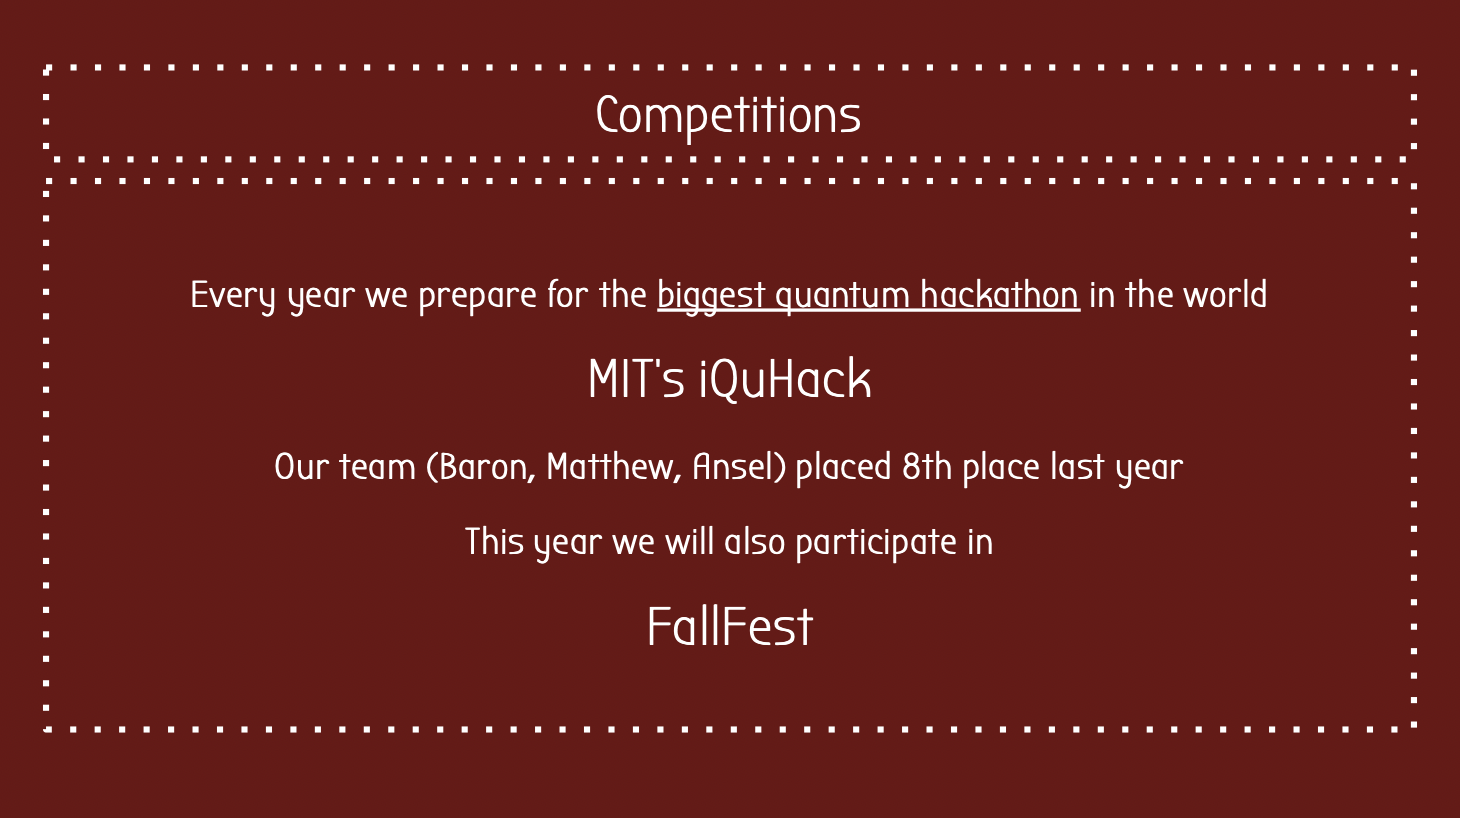 Competitions
Every year we prepare for the biggest quantum hackathon in the world
MIT's iQuHack
Our team (Baron, Matthew, Ansel) placed 8th place last year
This year we will also participate in
FallFest